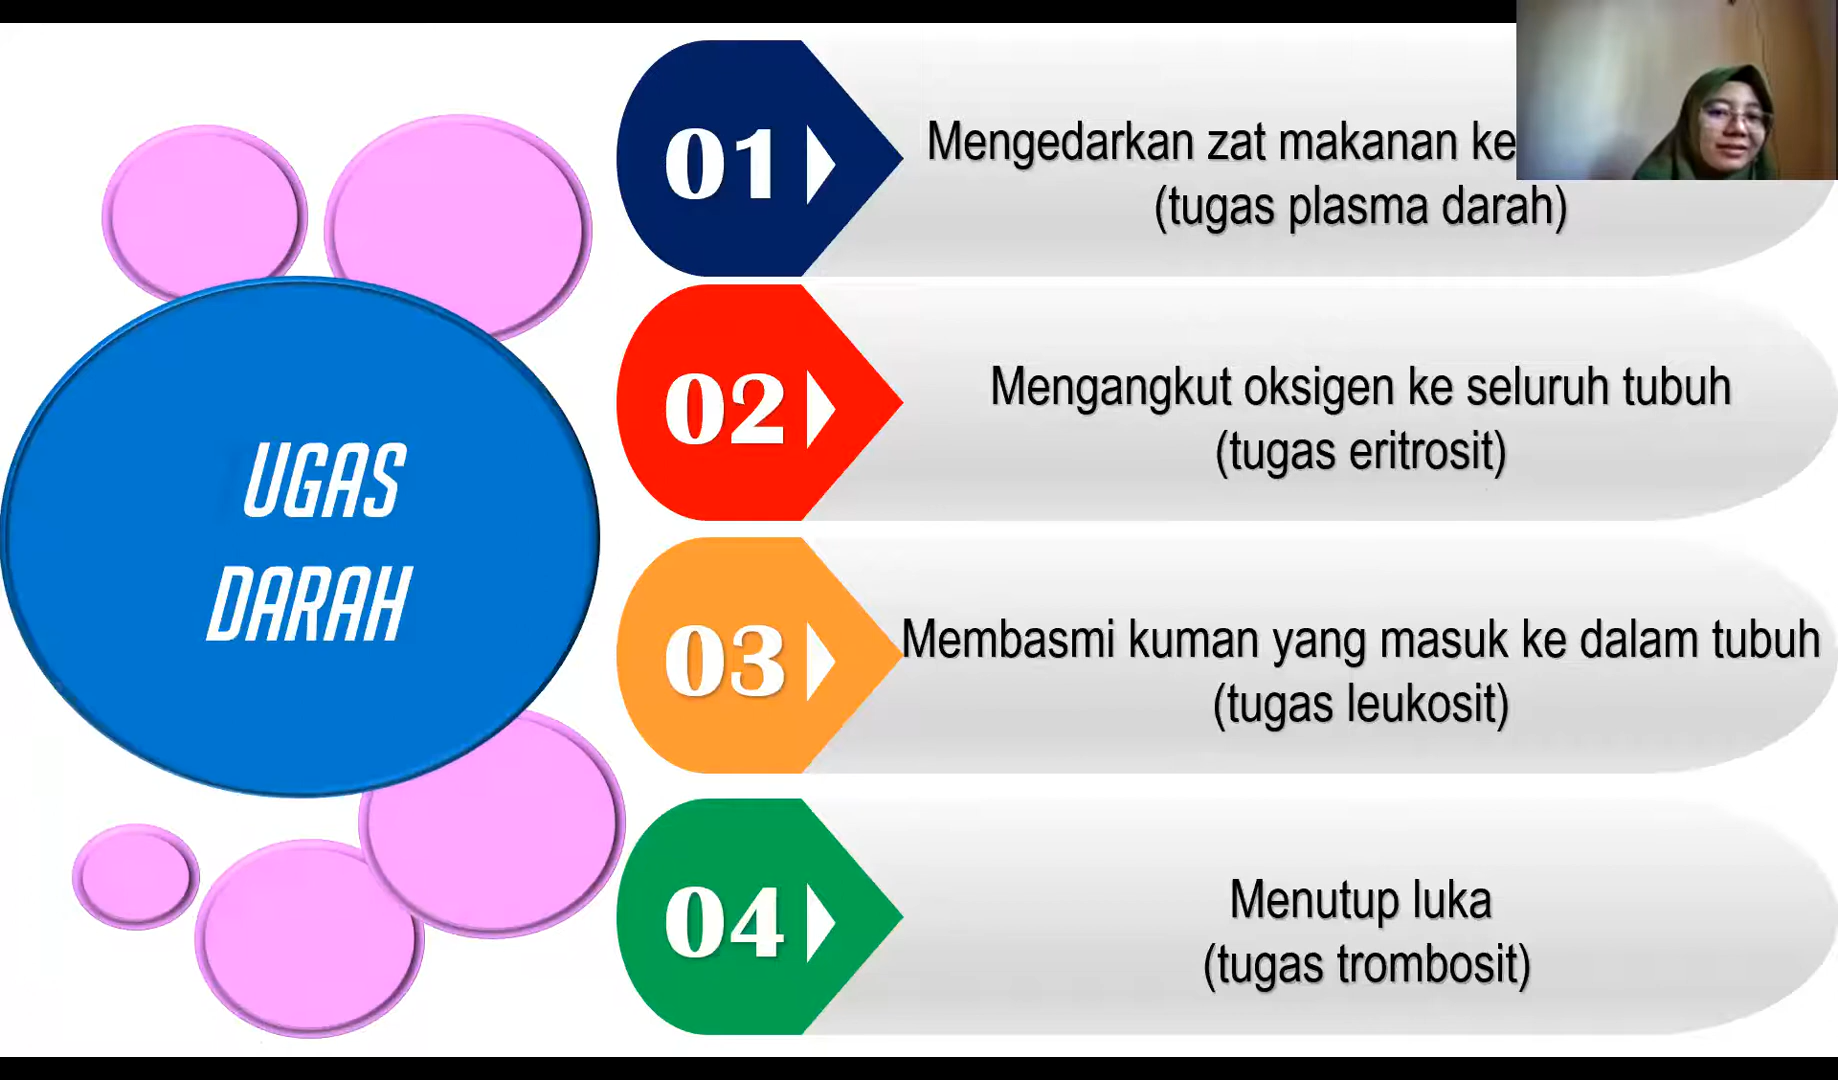 UGAS
DARAH
01
Mengedarkan zat makanan ke
(tugas plasma darah)
02
Mengangkut oksigen ke seluruh tubuh
(tugas eritrosit)
03
Membasmi kuman yang masuk ke dalam tubuh
(tugas leukosit)
04
Menutup luka
(tugas trombosit)